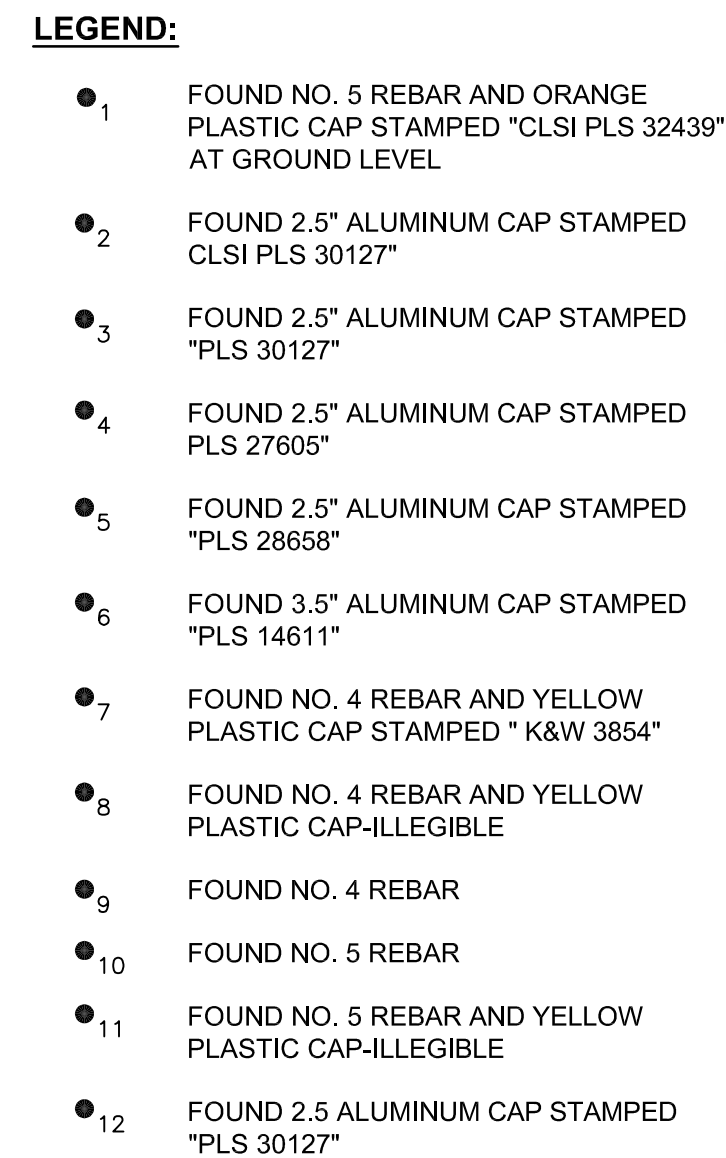 LEGEND:
1 FOUND NO. 5 REBAR AND ORANGE
PLASTIC CAP STAMPED "CLSI PLS 32439"
AT GROUND LEVEL
2 FOUND 2.5" ALUMINUM CAP STAMPED
CLSI PLS 30127"
3 FOUND 2.5" ALUMINUM CAP STAMPED
"PLS 30127"
4 FOUND 2.5" ALUMINUM CAP STAMPED
PLS 27605"
5 FOUND 2.5" ALUMINUM CAP STAMPED
"PLS 28658"
6 FOUND 3.5" ALUMINUM CAP STAMPED
"PLS 14611"
7 FOUND NO. 4 REBAR AND YELLOW
PLASTIC CAP STAMPED " K&W 3854"
8 FOUND NO. 4 REBAR AND YELLOW
PLASTIC CAP-ILLEGIBLE
9 FOUND NO. 4 REBAR
10 FOUND NO. 5 REBAR
11 FOUND NO. 5 REBAR AND YELLOW
PLASTIC CAP-ILLEGIBLE
12 FOUND 2.5 ALUMINUM CAP STAMPED
"PLS 30127"